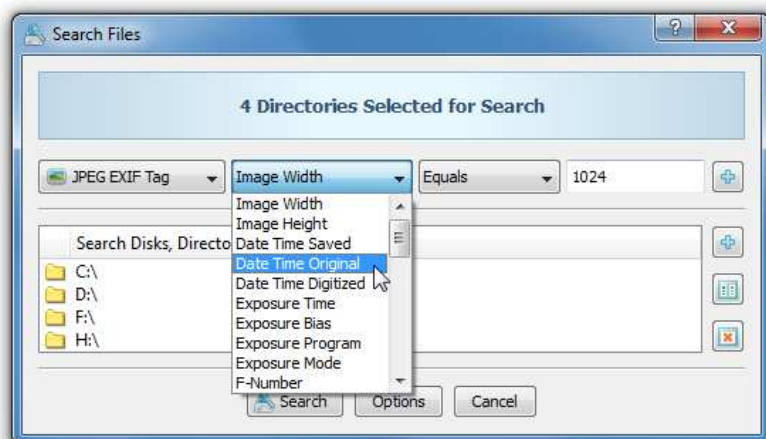 Search Files
?
4 Directories Selected for Search
JPEG EXIF Tag Image Width Equals 1024
Image Width
Image Height
Search Disks, Directo Date Time Saved
C:\ Date Time Original
D:\ Date Time Digitized
F:\ Exposure Time
Exposure Bias
H:\ Exposure Program
Exposure Mode
F-Number
Search Options Cancel